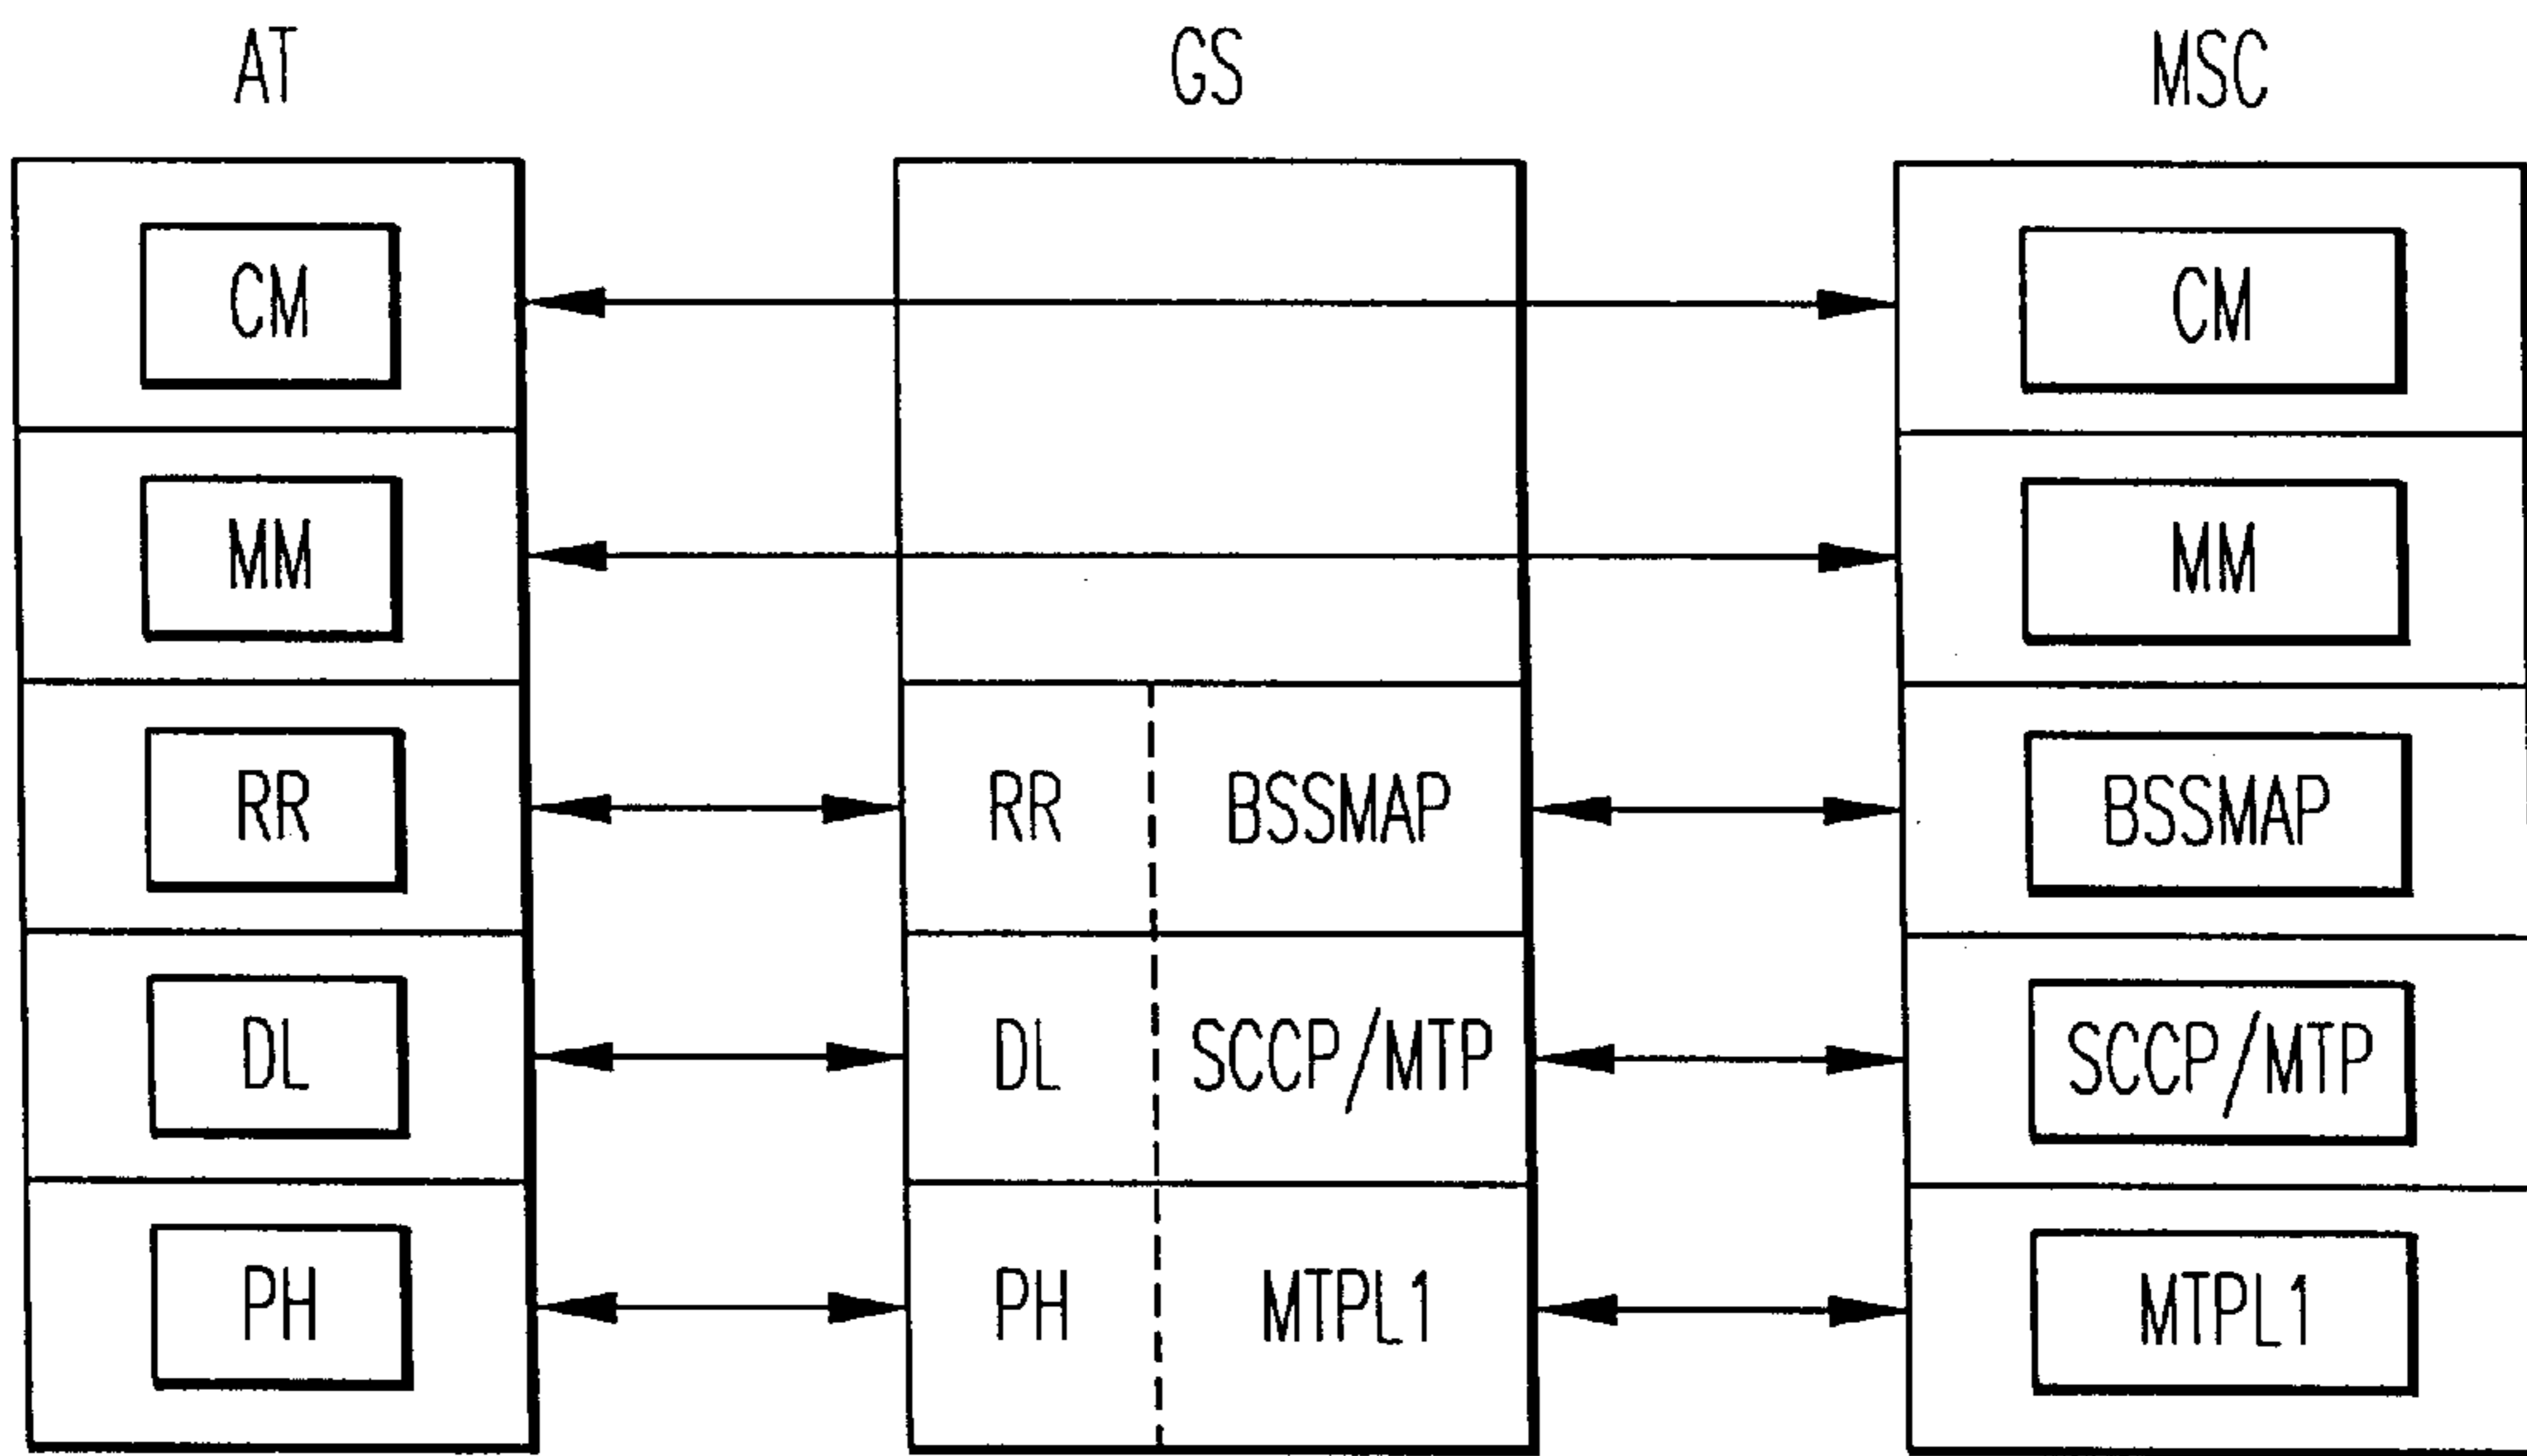 AT GS MSC
CM CM
MM MM
RR RR BSSMAP BSSMAP
DL DL SCCP/MTP SCCP/MTP
PH PH MTPL1 MTPL1